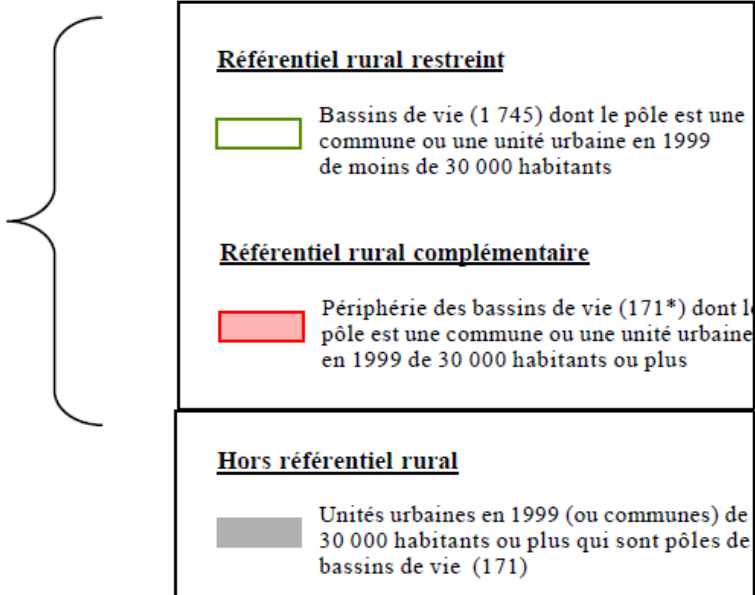 Référentiel rural restreint
Bassins de vie (1 745) dont le pôle est une
commune ou une unité urbaine en 1999
de moins de 30 000 habitants
Référentiel rural complémentaire
Périphérie des bassins de vie (171*) dont
pôle est une commune ou une unité urbaine
en 1999 de 30 000 habitants ou plus
Hors référentiel rural
Unités urbaines en 1999 (ou communes) de
30 000 habitants ou plus qui sont pôles de
bassins de vie (171)